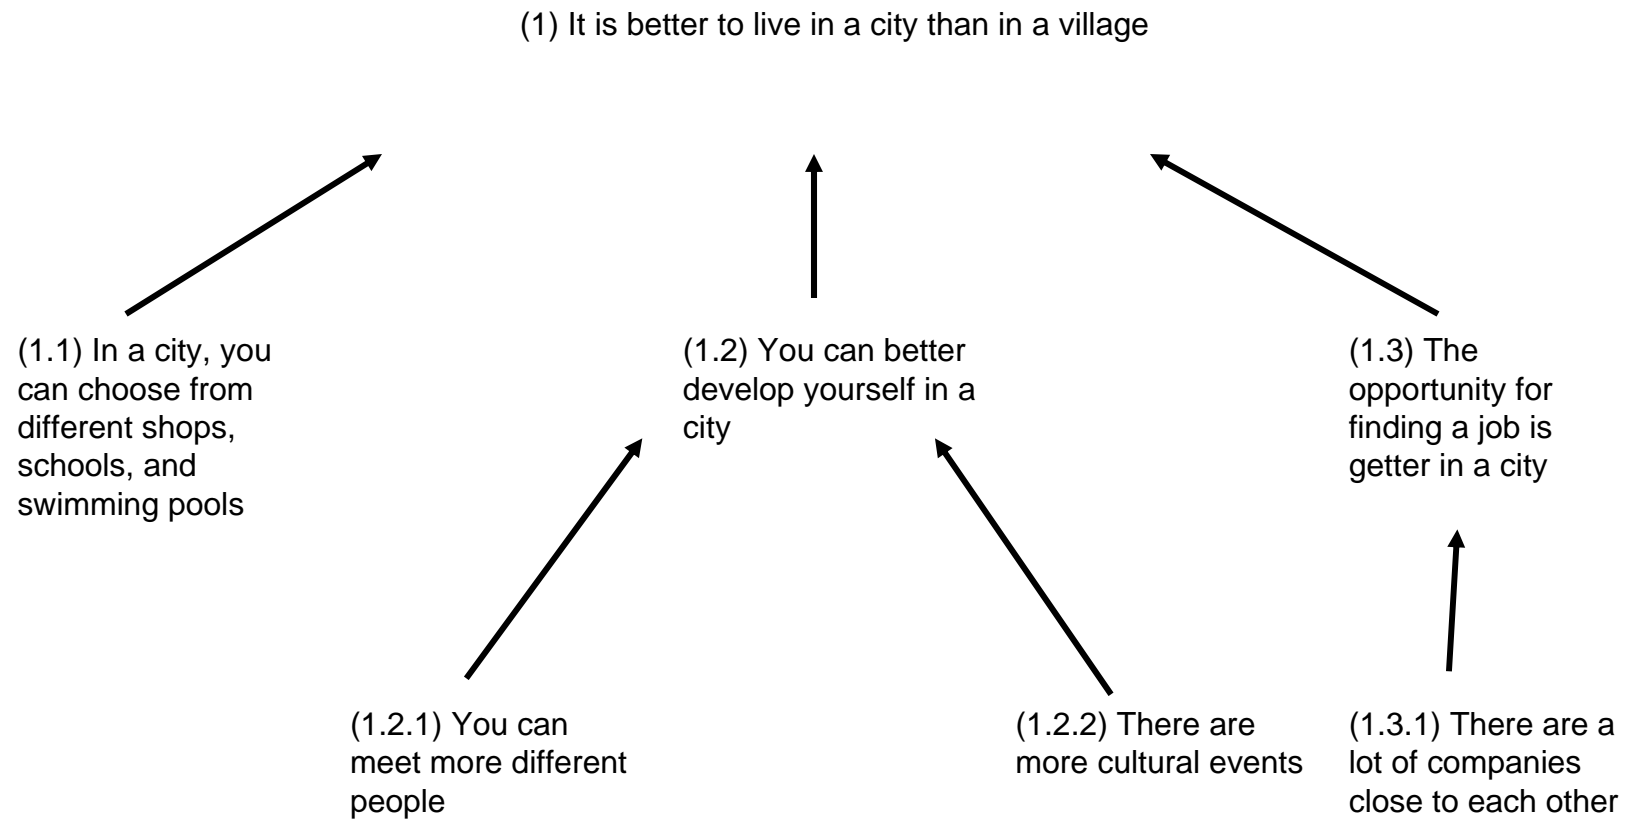 (1) It is better to live in a city than in a village
(1.1) In a city, you
can choose from
different shops,
schools, and
swimming pools
(1.2) You can better
develop yourself in a
city
(1.3) The
opportunity for
finding a job is
getter in a city
(1.2.1) You can
meet more different
people
(1.2.2) There are
more cultural events
(1.3.1) There are a
lot of companies
close to each other